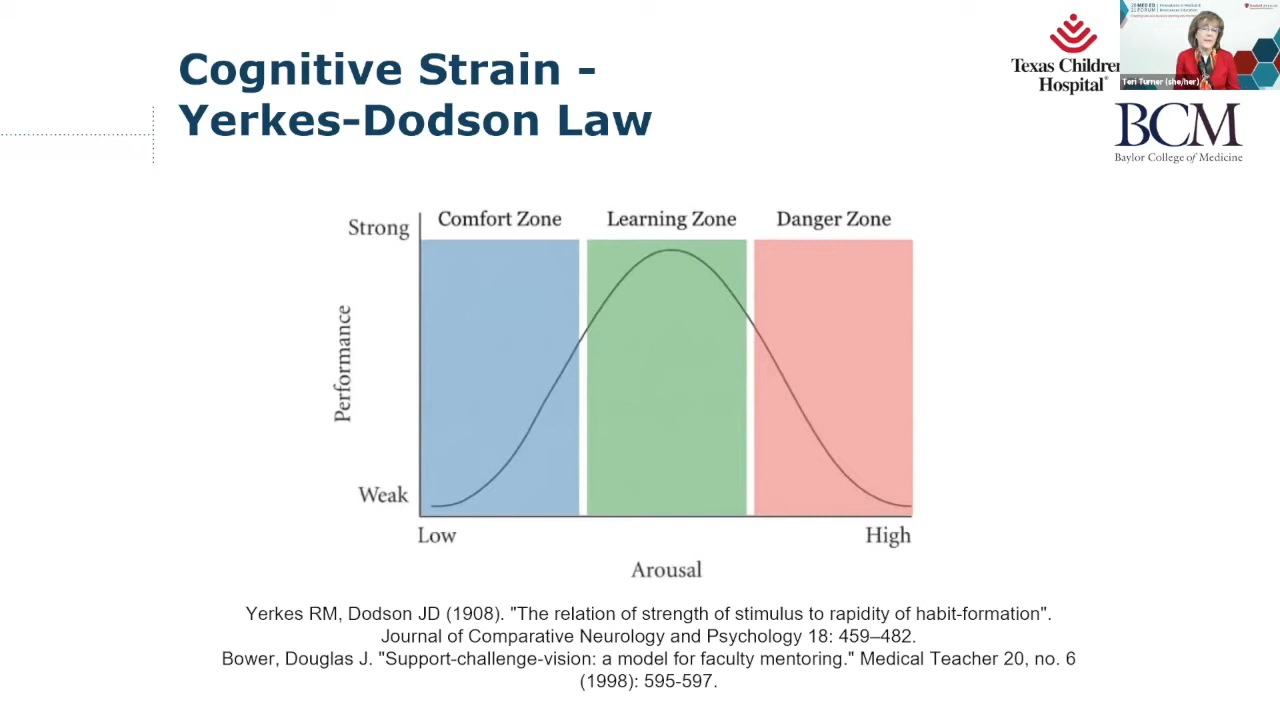 Cognitive Strain -
Yerkes-Dodson Law
Texas Children
Hospital
Teri Turner (she/her)
BCM
Baylor College of Medicine
Strong
Comfort Zone
Learning Zone
Danger Zone
Performance
Weak
Low
High
Arousal
Yerkes RM, Dodson JD (1908). "The relation of strength of stimulus to rapidity of habit-formation".
Journal of Comparative Neurology and Psychology 18: 459–482.
Bower, Douglas J. "Support-challenge-vision: a model for faculty mentoring." Medical Teacher 20, no. 6
(1998): 595-597.